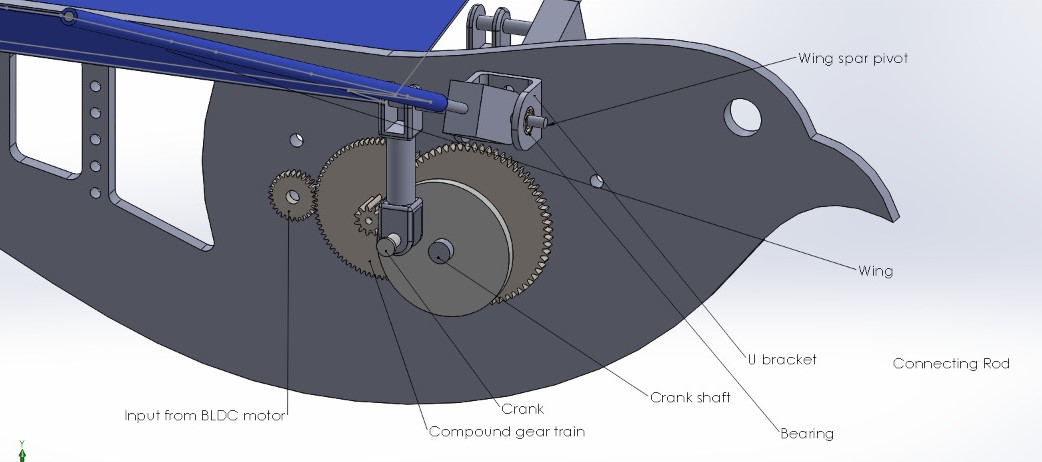 Wing spar pivot
Wing
U bracket
Connecting Rod
Crank shaft
Crank
Input from BLDC motor
Compound gear train
Bearing
Y